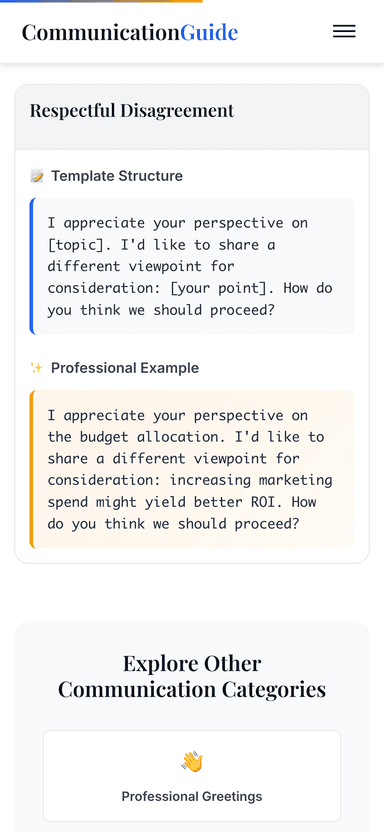 CommunicationGuide
Respectful Disagreement
📝 Template Structure
I appreciate your perspective on
[topic]. I'd like to share a
different viewpoint for
consideration: [your point]. How do
you think we should proceed?
✨ Professional Example
I appreciate your perspective on
the budget allocation. I'd like to
share a different viewpoint for
consideration: increasing marketing
spend might yield better ROI. How
do you think we should proceed?
Explore Other
Communication Categories
👋
Professional Greetings